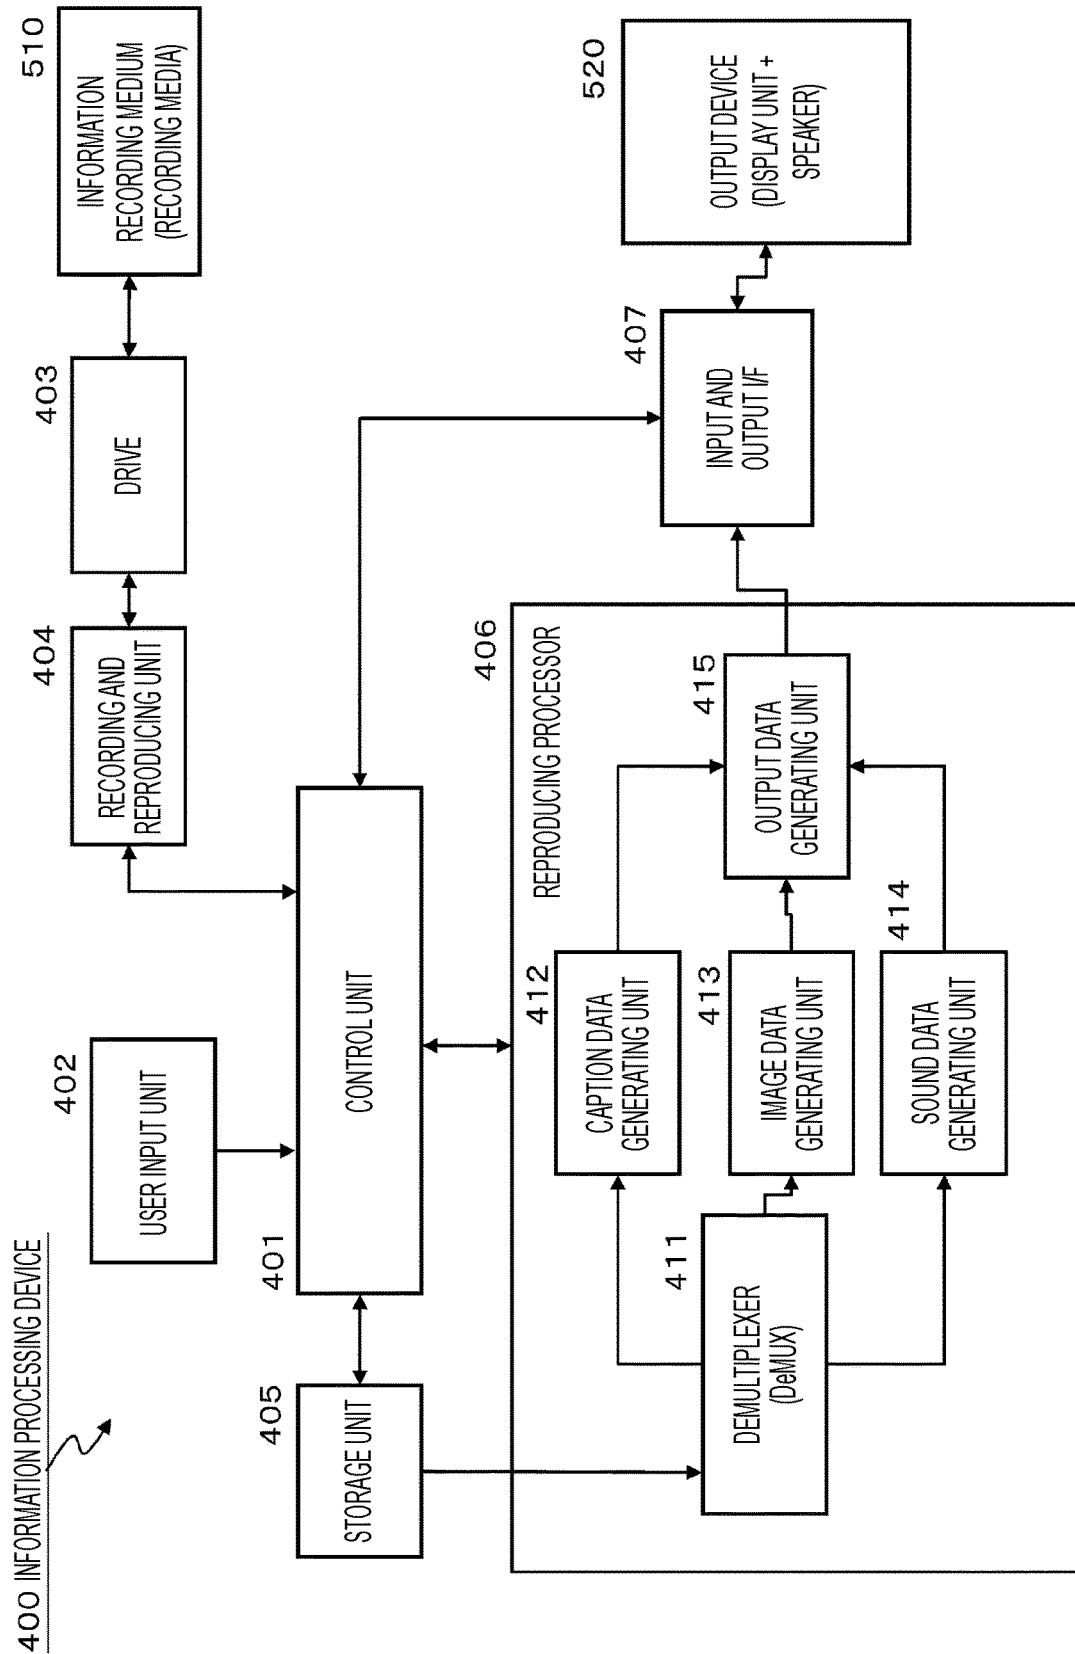 400 INFORMATION PROCESSING DEVICE
402
USER INPUT UNIT
404
RECORDING AND
REPRODUCING UNIT
403
DRIVE
510
INFORMATION
RECORDING MEDIUM
(RECORDING MEDIA)
405
STORAGE UNIT
401
CONTROL UNIT
407
INPUT AND
OUTPUT I/F
520
OUTPUT DEVICE
(DISPLAY UNIT +
SPEAKER)
406
REPRODUCING PROCESSOR
411
DEMULTIPLEXER
(DeMUX)
412
CAPTION DATA
GENERATING UNIT
413
IMAGE DATA
GENERATING UNIT
414
SOUND DATA
GENERATING UNIT
415
OUTPUT DATA
GENERATING UNIT